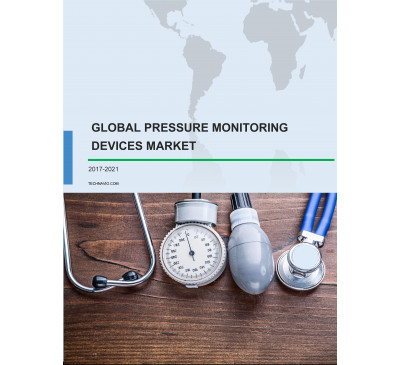 GLOBAL PRESSURE MONITORING
DEVICES MARKET
2017-2021
TECHNAVIO.COM